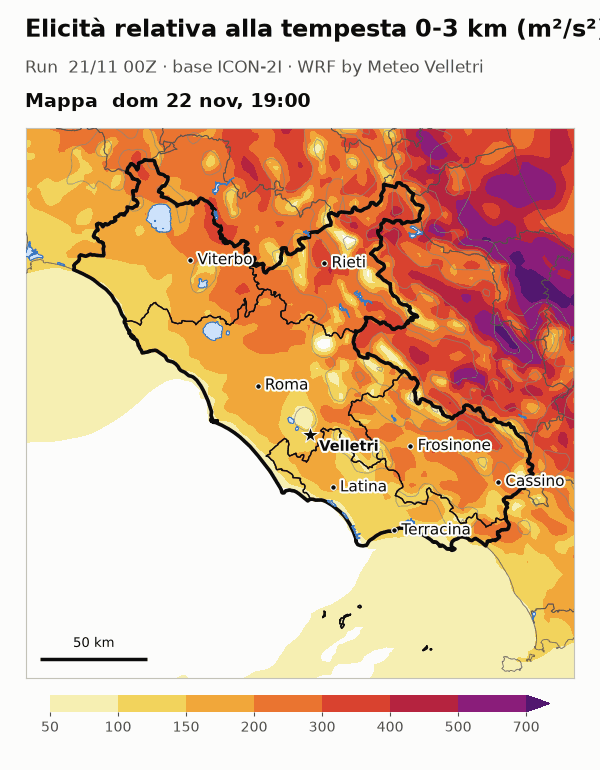 Elicità relativa alla tempesta 0-3 km (m²/s²)
Run  21/11 00Z · base ICON-2I · WRF by Meteo Velletri
Mappa  dom 22 nov, 19:00
Viterbo
Rieti
Roma
Velletri
Frosinone
Latina
Cassino
Terracina
50 km
50 100 150 200 300 400 500 700